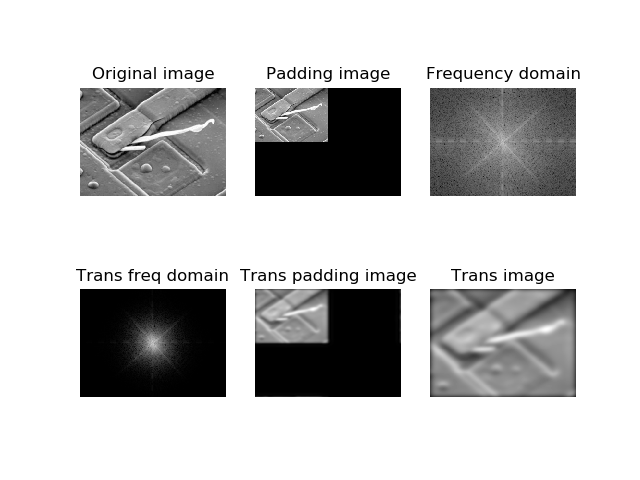 Original image
Padding image
Frequency domain
Trans freq domain
Trans padding image
Trans image